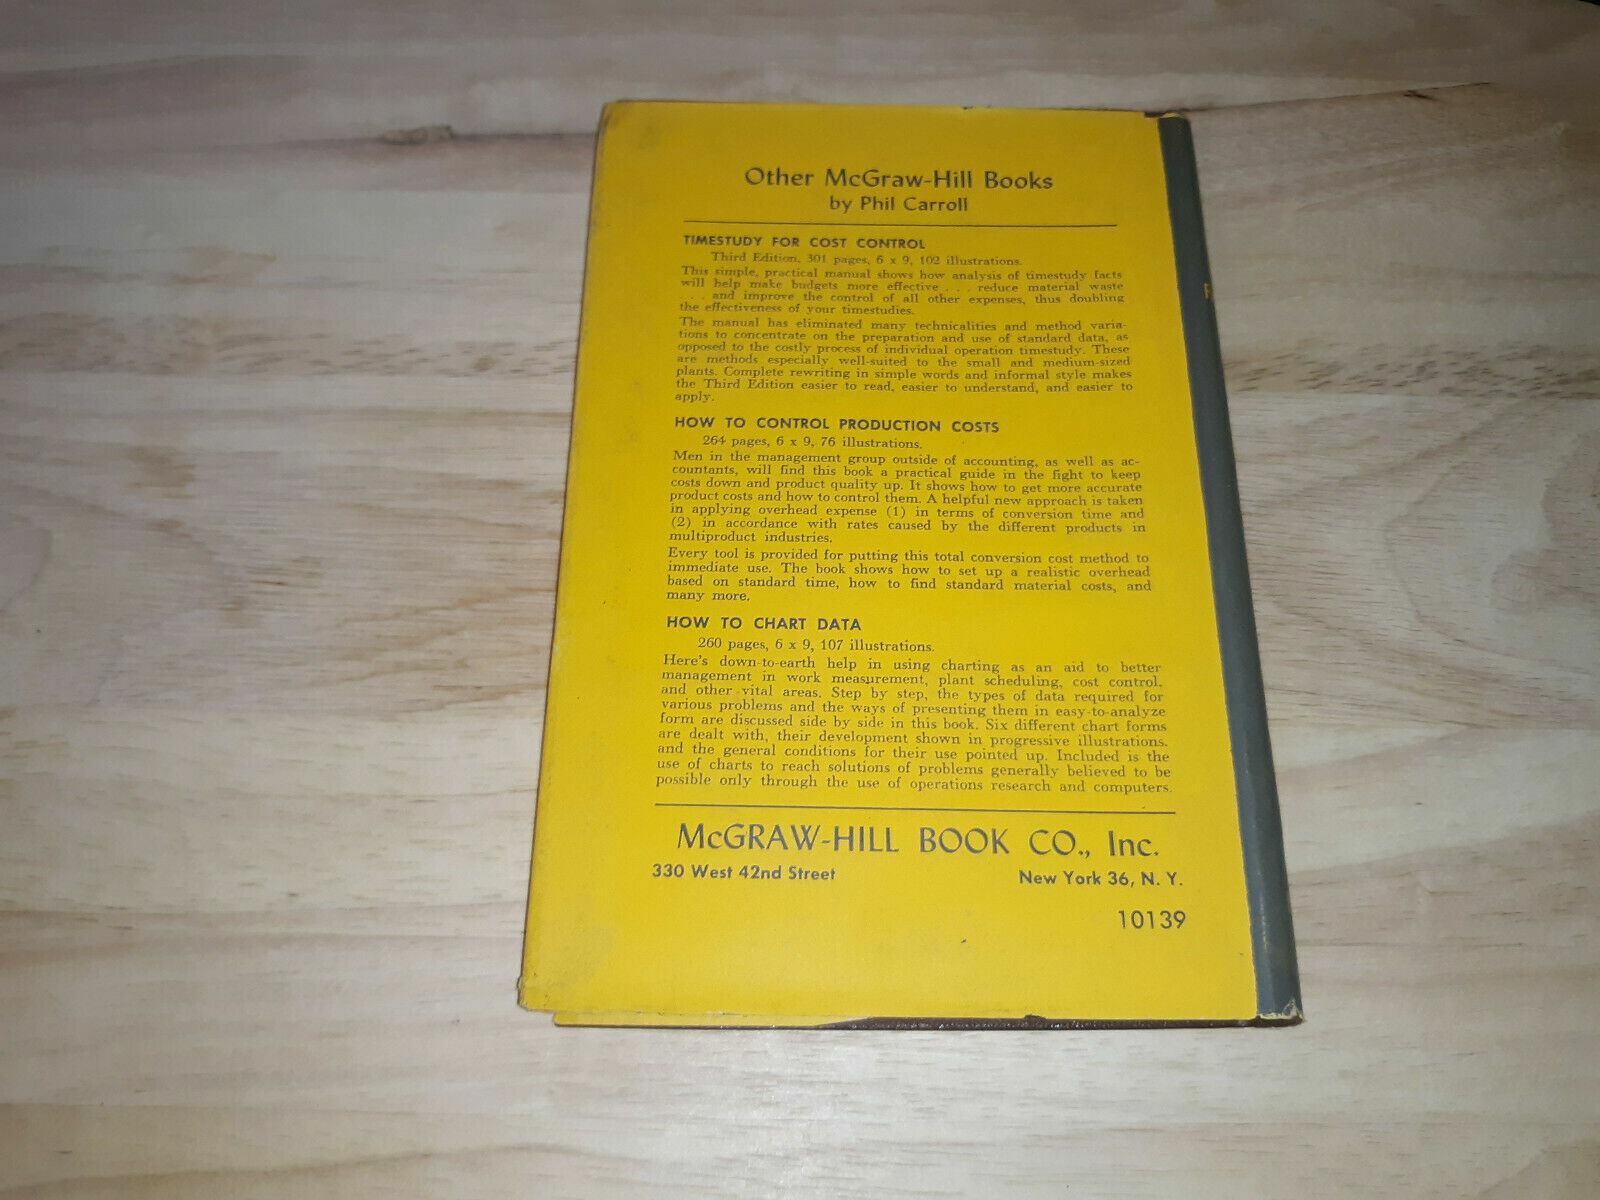 Other McGraw-Hill Books
by Phil Carroll
TIMESTUDY FOR COST CONTROL
Third Edition, 301 pages, 6 x 9, 102 illustrations.
This simple, practical manual shows how analysis of timestudy facts
will help make budgets more effective . . . reduce material waste
. . . and improve the control of all other expenses, thus doubling
the effectiveness of your timestudies.
The manual has eliminated many technicalities and method varia-
tions to concentrate on the preparation and use of standard data, as
opposed to the costly process of individual operation timestudy. These
are methods especially well-suited to the small and medium-sized
plants. Complete rewriting in simple words and informal style makes
the Third Edition easier to read, easier to understand, and easier to
apply.
HOW TO CONTROL PRODUCTION COSTS
264 pages, 6 x 9, 76 illustrations.
Men in the management group outside of accounting, as well as ac-
countants, will find this book a practical guide in the fight to keep
costs down and product quality up. It shows how to get more accurate
product costs and how to control them. A helpful new approach is taken
in applying overhead expense (1) in terms of conversion time and
(2) in accordance with rates caused by the different products in
multiproduct industries.
Every tool is provided for putting this total conversion cost method to
immediate use. The book shows how to set up a realistic overhead
based on standard time, how to find standard material costs, and
many more.
HOW TO CHART DATA
260 pages, 6 x 9, 107 illustrations.
Here's down-to-earth help in using charting as an aid to better
management in work measurement, plant scheduling, cost control,
and other vital areas. Step by step, the types of data required for
various problems and the ways of presenting them in easy-to-analyze
form are discussed side by side in this book. Six different chart forms
are dealt with, their development shown in progressive illustrations,
and the general conditions for their use pointed up. Included is the
use of charts to reach solutions of problems generally believed to be
possible only through the use of operations research and computers.
McGRAW-HILL BOOK CO., Inc.
330 West 42nd Street New York 36, N. Y.
10139